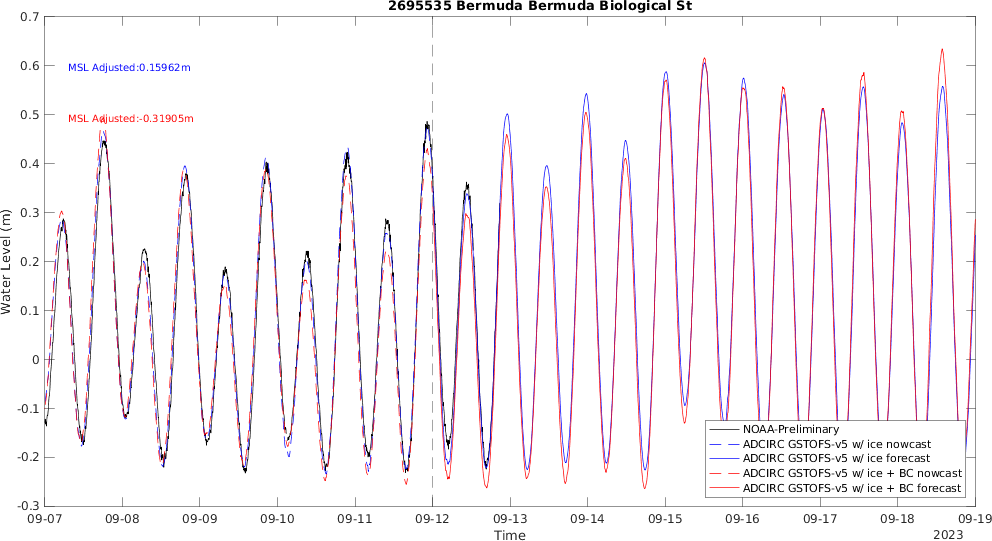 2695535 Bermuda Bermuda Biological St
0.7
0.6
0.5
0.4
0.3
0.2
0.1
0
-0.1
-0.2
-0.3
Water Level (m)
MSL Adjusted:0.15962m
MSL Adjusted:-0.31905m
NOAA-Preliminary
ADCIRC GSTOFS-v5 w/ ice nowcast
ADCIRC GSTOFS-v5 w/ ice forecast
ADCIRC GSTOFS-v5 w/ ice + BC nowcast
ADCIRC GSTOFS-v5 w/ ice + BC forecast
09-07 09-08 09-09 09-10 09-11 09-12 09-13 09-14 09-15 09-16 09-17 09-18 09-19
Time
2023